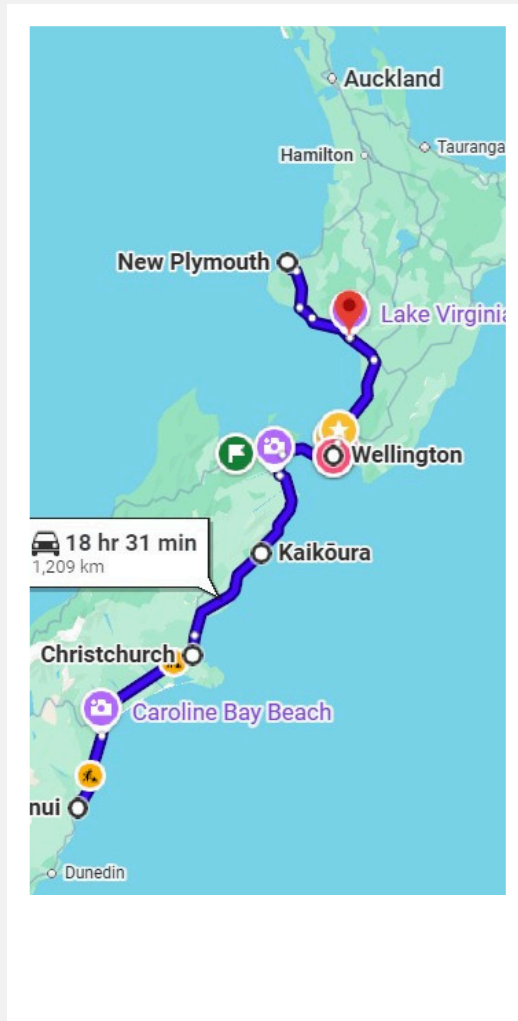 Auckland
Hamilton
Tauranga
New Plymouth
Lake Virginia
Wellington
Kaikōura
18 hr 31 min
1,209 km
Christchurch
Caroline Bay Beach
nui
Dunedin